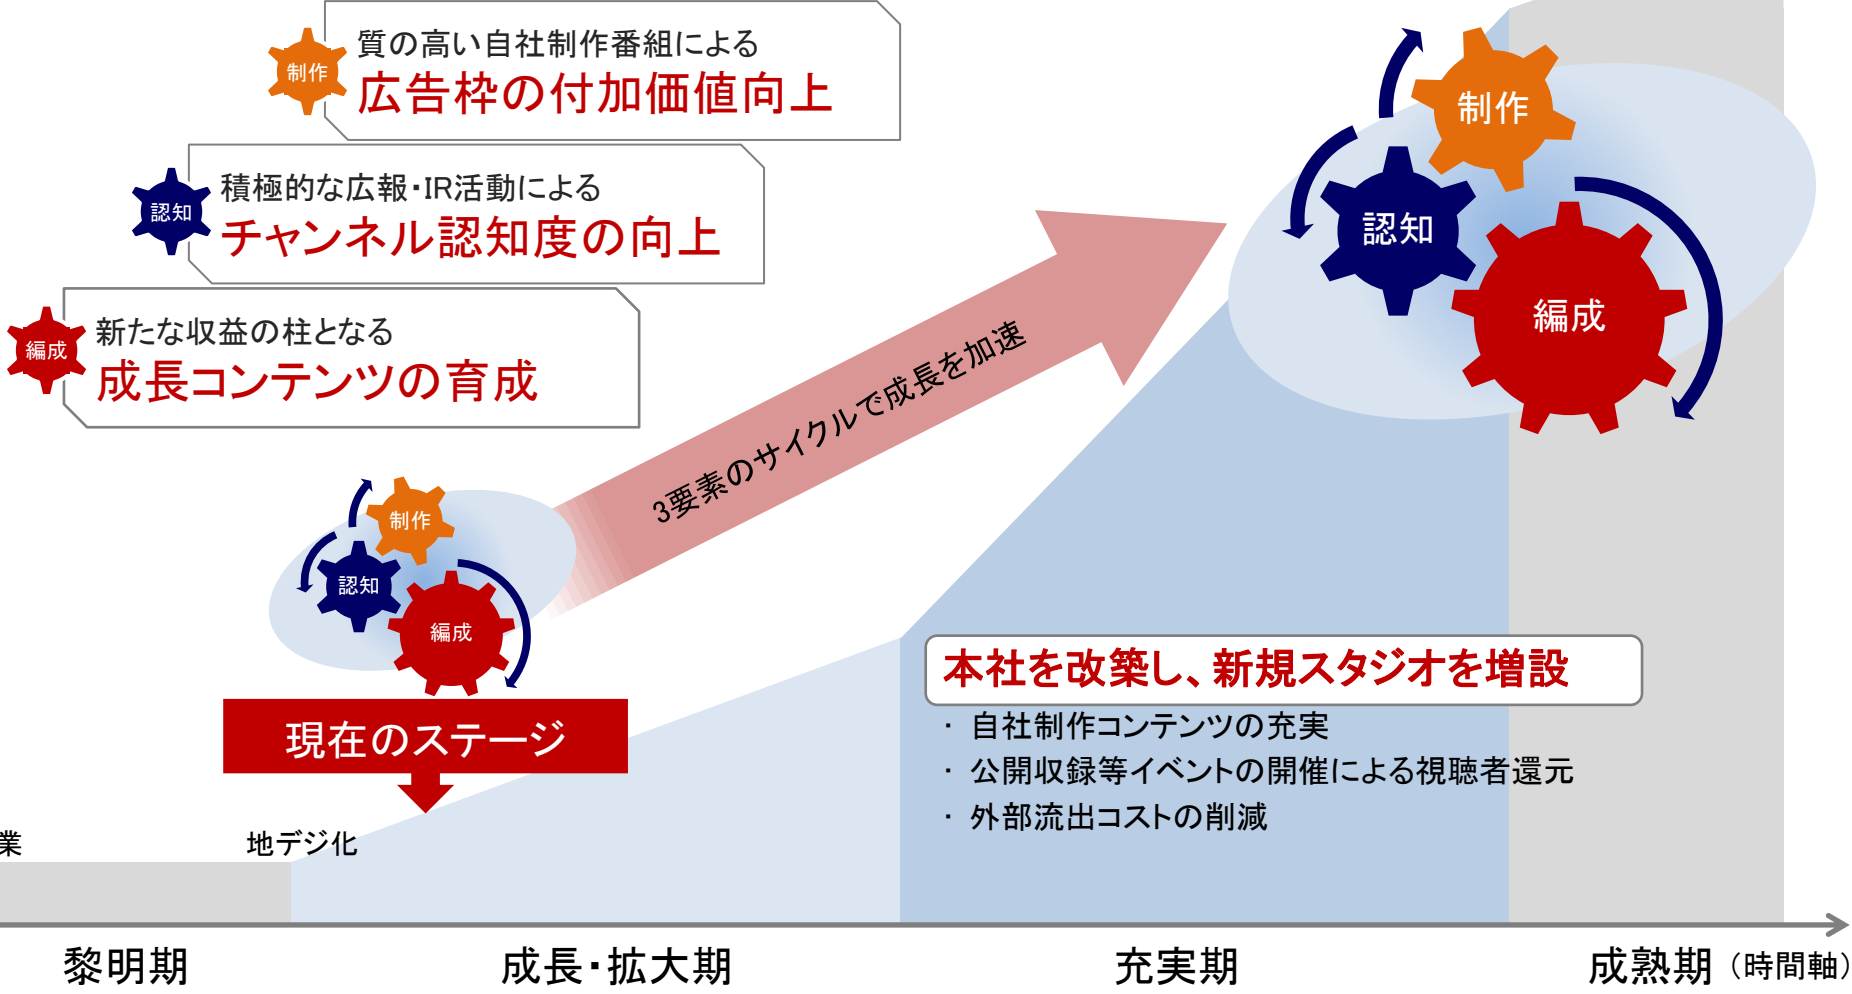 制作
質の高い自社制作番組による
広告枠の付加価値向上
認知
積極的な広報・IR活動による
チャンネル認知度の向上
編成
新たな収益の柱となる
成長コンテンツの育成
制作
認知
編成
3要素のサイクルで成長を加速
制作
認知
編成
現在のステージ
本社を改築し、新規スタジオを増設
・ 自社制作コンテンツの充実
・ 公開収録等イベントの開催による視聴者還元
・ 外部流出コストの削減
業
地デジ化
黎明期
成長・拡大期
充実期
成熟期
（時間軸）